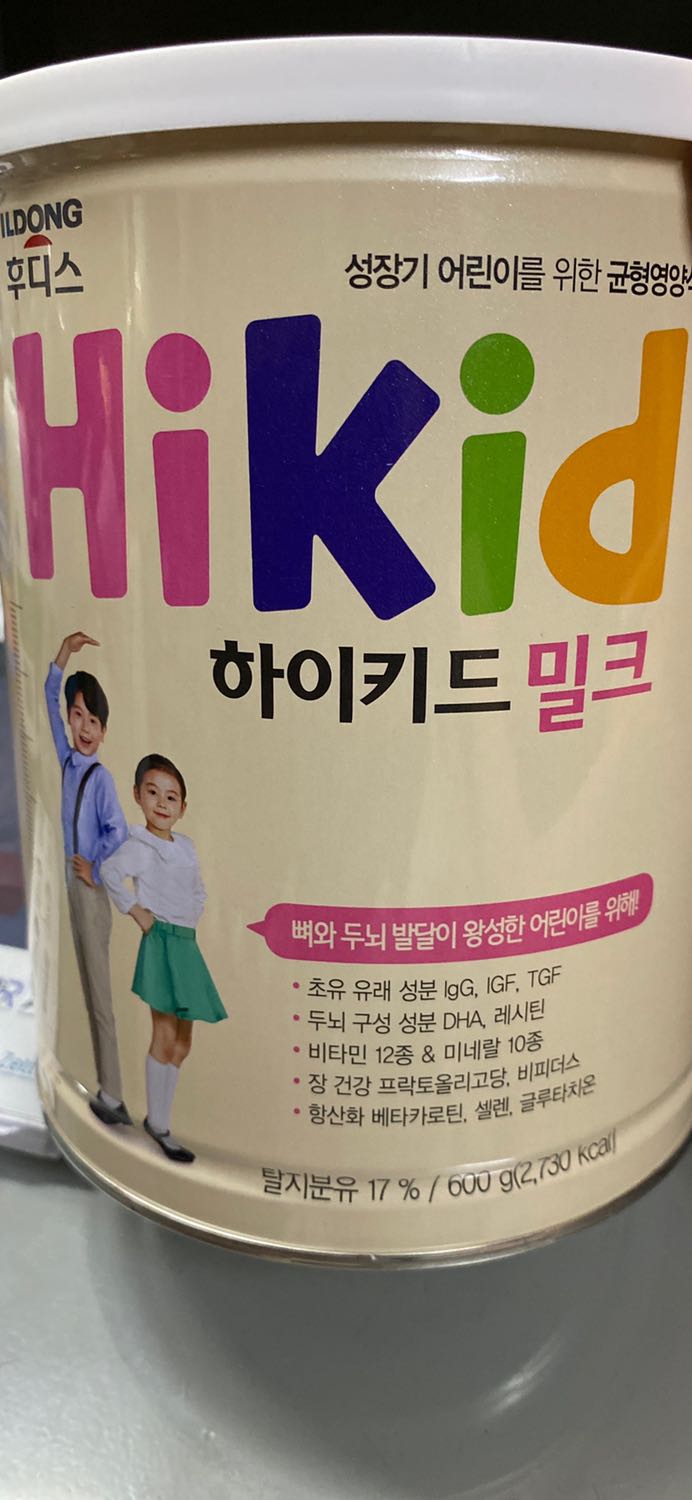 ILDONG
후디스
성장기 어린이를 위한 균형영양식
Hikid
하이키드 밀크
뼈와 두뇌 발달이 왕성한 어린이를 위해!
• 초유 유래 성분 IgG, IGF, TGF
• 두뇌 구성 성분 DHA, 레시틴
• 비타민 12종 & 미네랄 10종
• 장 건강 프락토올리고당, 비피더스
• 항산화 베타카로틴, 셀렌, 글루타치온
탈지분유 17 % / 600 g(2,730 kcal)